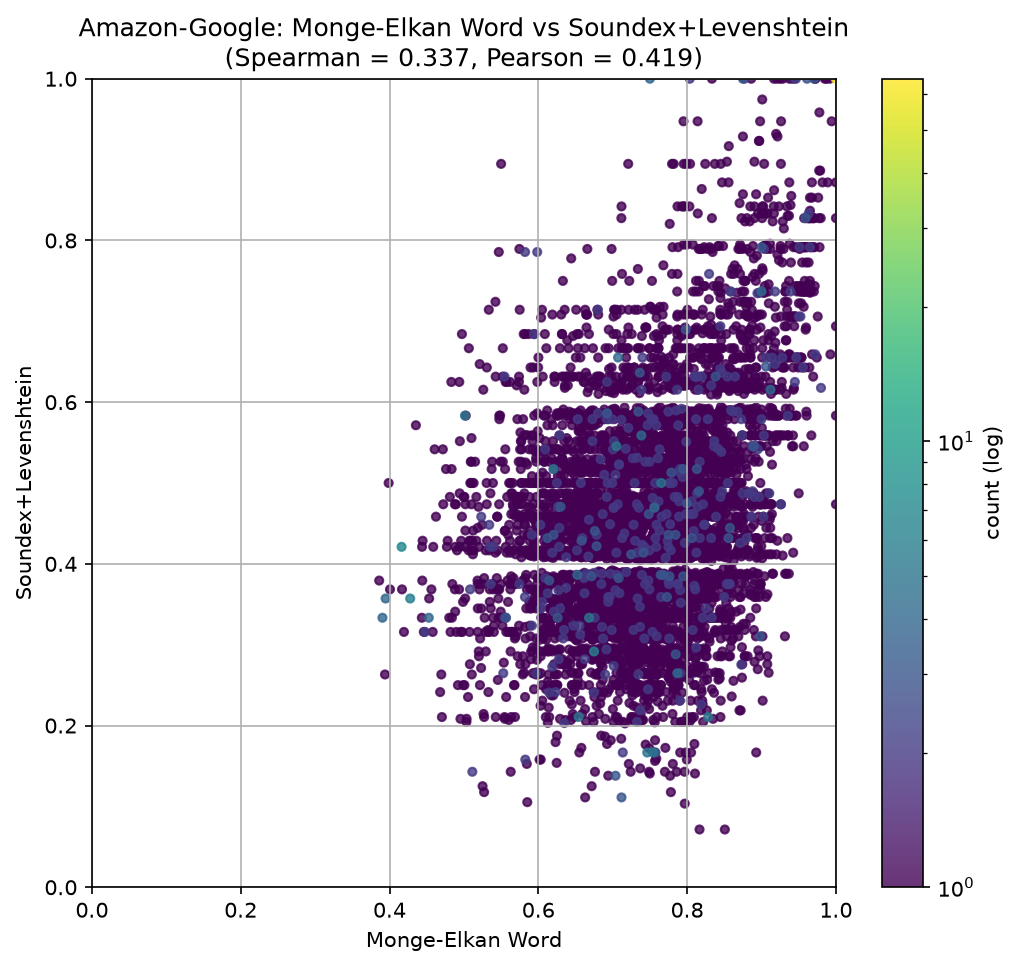 Amazon-Google: Monge-Elkan Word vs Soundex+Levenshtein
(Spearman = 0.337, Pearson = 0.419)
1.0
0.8
0.6
0.4
0.2
0.0
Soundex+Levenshtein
0.0 0.2 0.4 0.6 0.8 1.0
Monge-Elkan Word
10¹
10⁰
count (log)